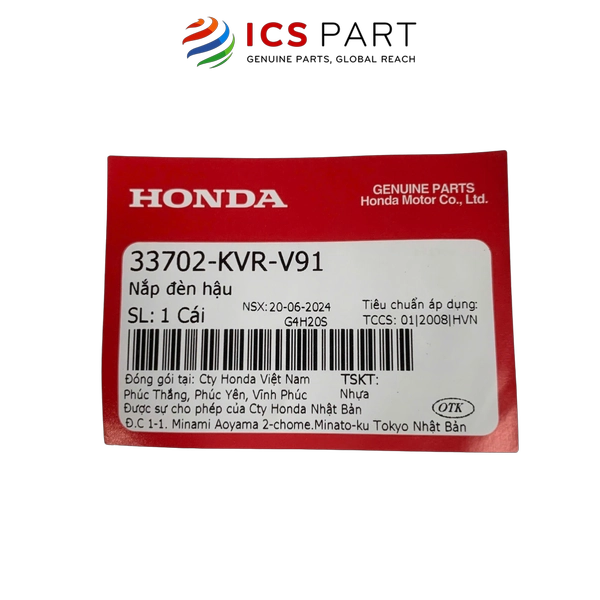 ICS PART
GENUINE PARTS, GLOBAL REACH
HONDA
GENUINE PARTS
Honda Motor Co., Ltd.
33702-KVR-V91
Nắp đèn hậu
SL: 1 Cái
NSX: 20-06-2024
G4H20S
Tiêu chuẩn áp dụng:
TCCS: 01|2008|HVN
Đóng gói tại: Cty Honda Việt Nam
Phúc Thắng, Phúc Yên, Vĩnh Phúc
TSKT:
Nhựa
Được sự cho phép của Cty Honda Nhật Bản
OTK
Đ.C 1-1. Minami Aoyama 2-chome.Minato-ku Tokyo Nhật Bản